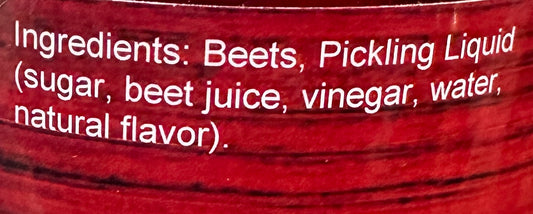 Ingredients: Beets, Pickling Liquid
(sugar, beet juice, vinegar, water,
natural flavor).